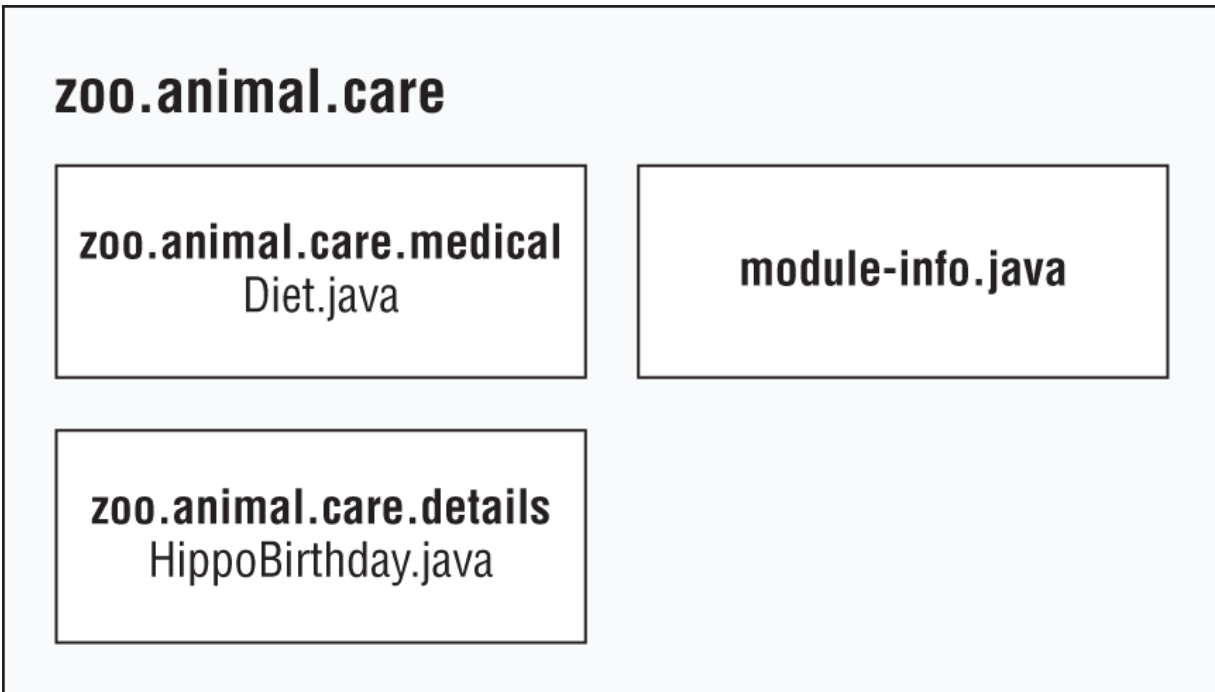 zoo.animal.care
zoo.animal.care.medical
Diet.java
module-info.java
zoo.animal.care.details
HippoBirthday.java